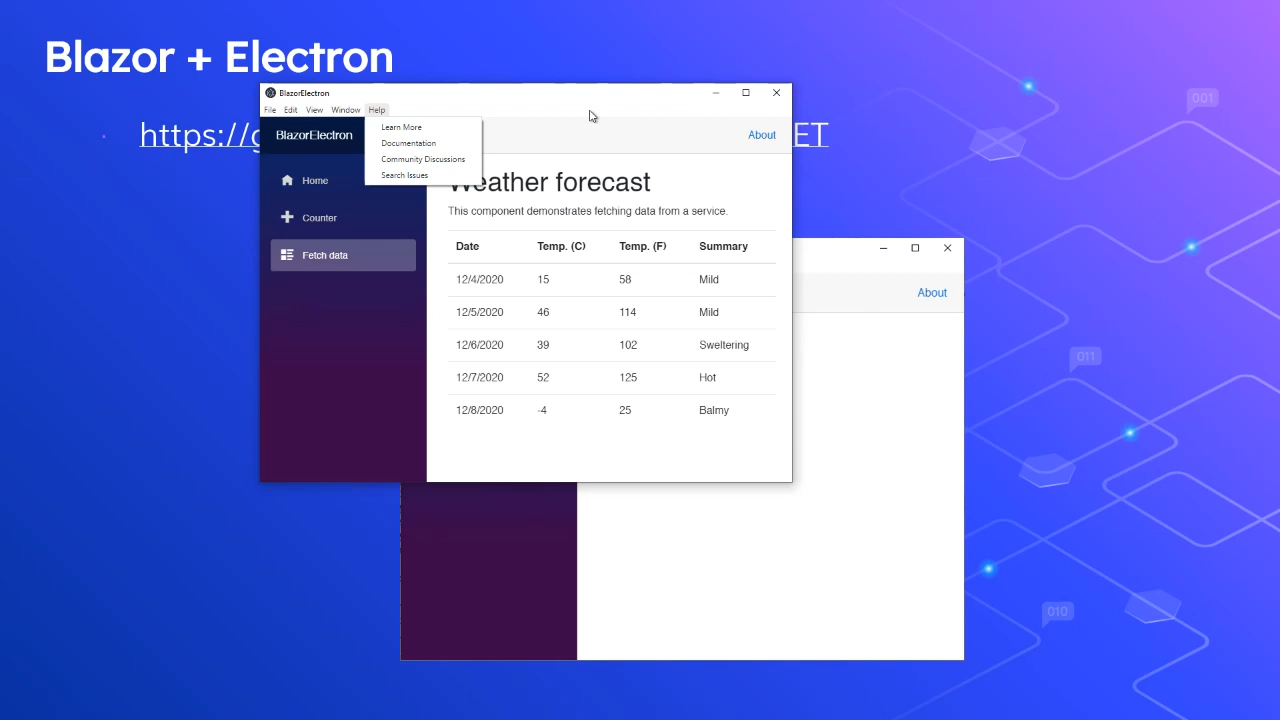 Blazor + Electron
https://g
ET
BlazorElectron
File Edit View Window Help
BlazorElectron
About
Learn More
Documentation
Community Discussions
Search Issues
Home
Counter
Fetch data
Weather forecast
This component demonstrates fetching data from a service.
Date Temp. (C) Temp. (F) Summary
12/4/2020 15 58 Mild
12/5/2020 46 114 Mild
12/6/2020 39 102 Sweltering
12/7/2020 52 125 Hot
12/8/2020 -4 25 Balmy
About
001
011
010